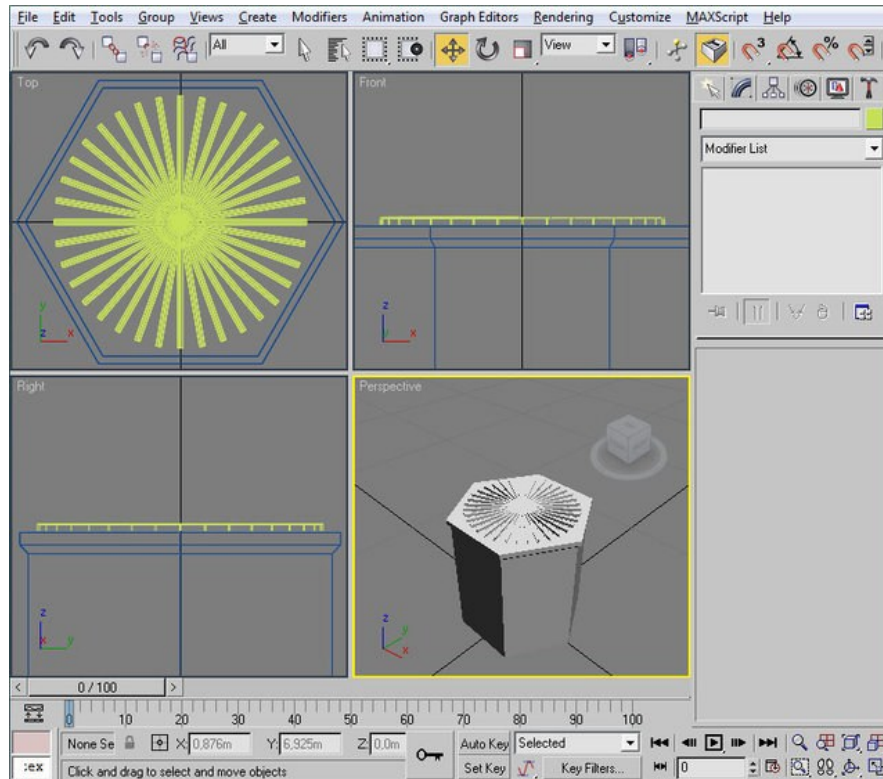 File Edit Tools Group Views Create Modifiers Animation Graph Editors Rendering Customize MAXScript Help
All View 3 %
Top Front
Modifier List
y z x z x
Right Perspective
z x y z y x
< 0 / 100 >
0 10 20 30 40 50 60 70 80 90 100
None Se X: 0,876m Y: 6,925m Z: 0,0m Auto Key Selected
:ex Click and drag to select and move objects Set Key Key Filters... 0